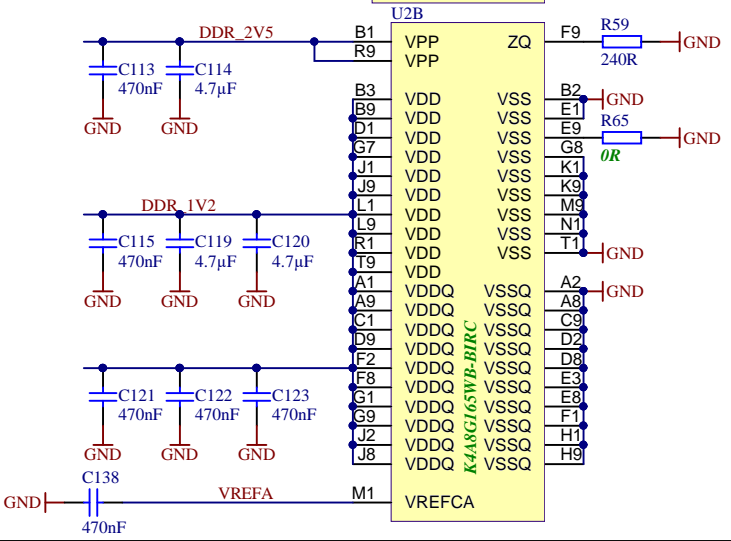 U2B
DDR_2V5
B1 VPP ZQ F9 R59 GND
R9 VPP 240R
C113 C114
470nF 4.7µF
GND GND
B3 VDD VSS B2 GND
B9 VDD VSS E1 R65
D1 VDD VSS E9 GND
G7 VDD VSS G8 0R
J1 VDD VSS K1
J9 VDD VSS K9
DDR_1V2 L1 VDD VSS M9
L9 VDD VSS N1
C115 C119 C120
470nF 4.7µF 4.7µF
GND GND GND
R1 VDD VSS T1 GND
T9 VDD
A1 VDDQ VSSQ A2 GND
A9 VDDQ VSSQ A8
C1 VDDQ VSSQ C9
D9 VDDQ VSSQ D2
F2 VDDQ VSSQ D8
F8 VDDQ VSSQ E3
G1 VDDQ VSSQ E8
G9 VDDQ VSSQ F1
J2 VDDQ VSSQ H1
J8 VDDQ VSSQ H9
K4A8G165WB-BIRC
C121 C122 C123
470nF 470nF 470nF
GND GND GND
C138
GND VREFA M1 VREFCA
470nF